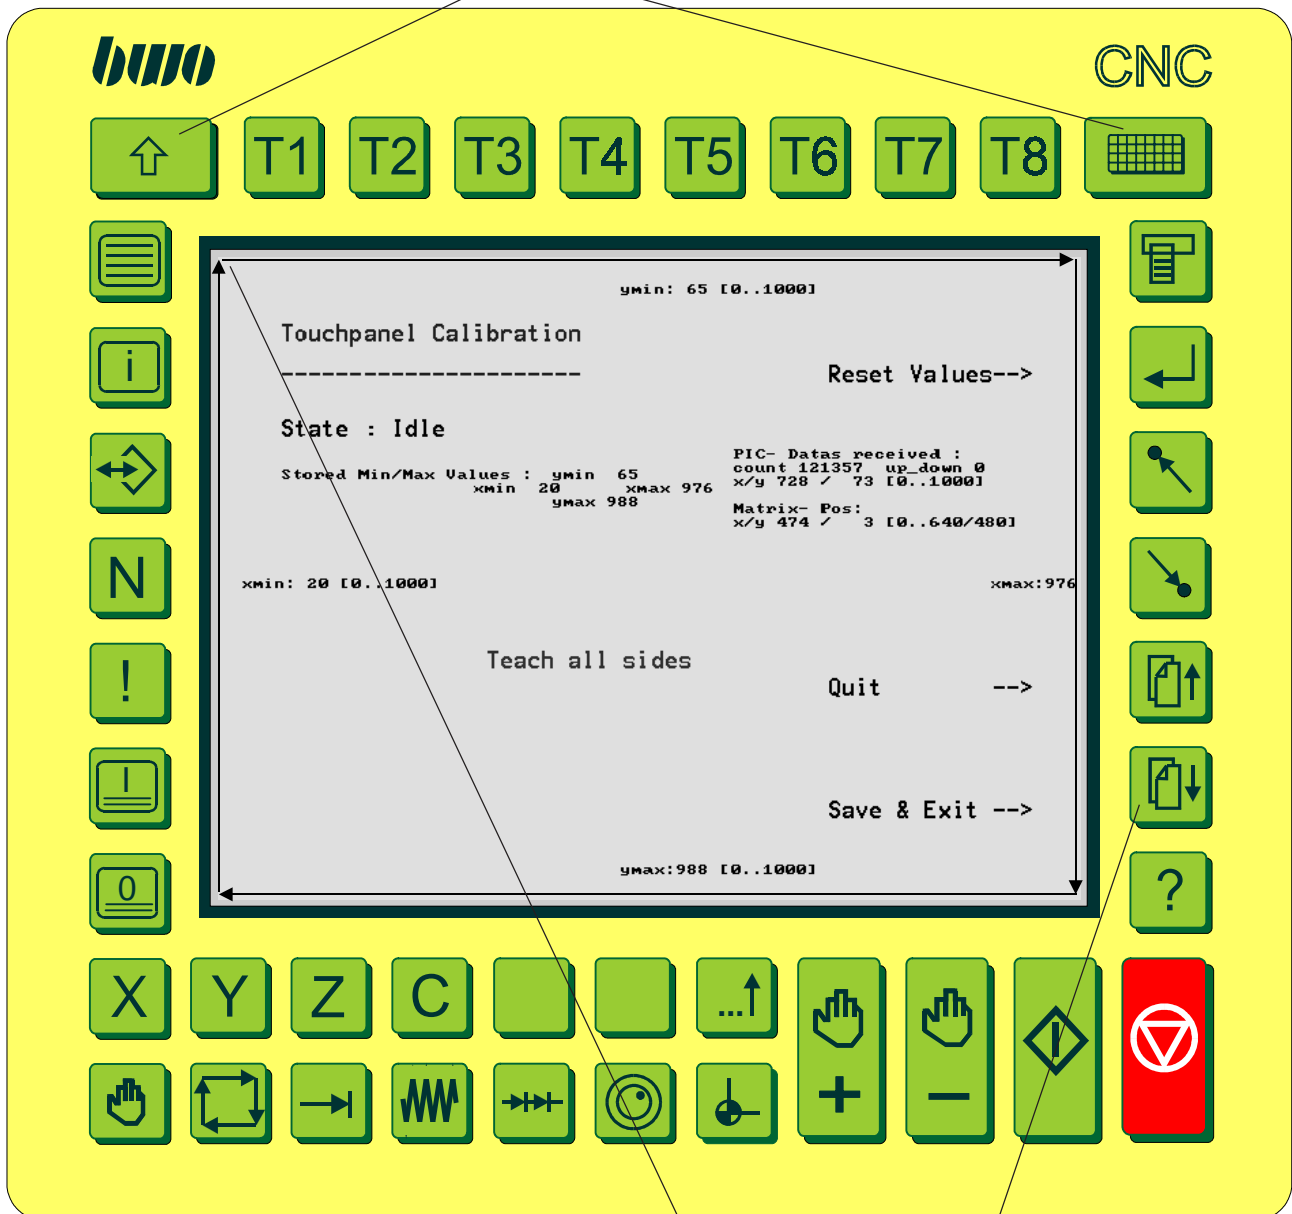 bwo
CNC
T1 T2 T3 T4 T5 T6 T7 T8
ymin: 65 [0..1000]
Touchpanel Calibration
----------------------
Reset Values-->
State : Idle
Stored Min/Max Values : ymin 65
xmin 20 xmax 976
ymax 988
PIC- Datas received :
count 121357 up_down 0
x/y 728 / 73 [0..1000]
Matrix- Pos:
x/y 474 / 3 [0..640/480]
xmin: 20 [0..1000]
xmax:976
Teach all sides
Quit -->
Save & Exit -->
ymax:988 [0..1000]
i
N
!
I
0
?
X Y Z C ...
+ −